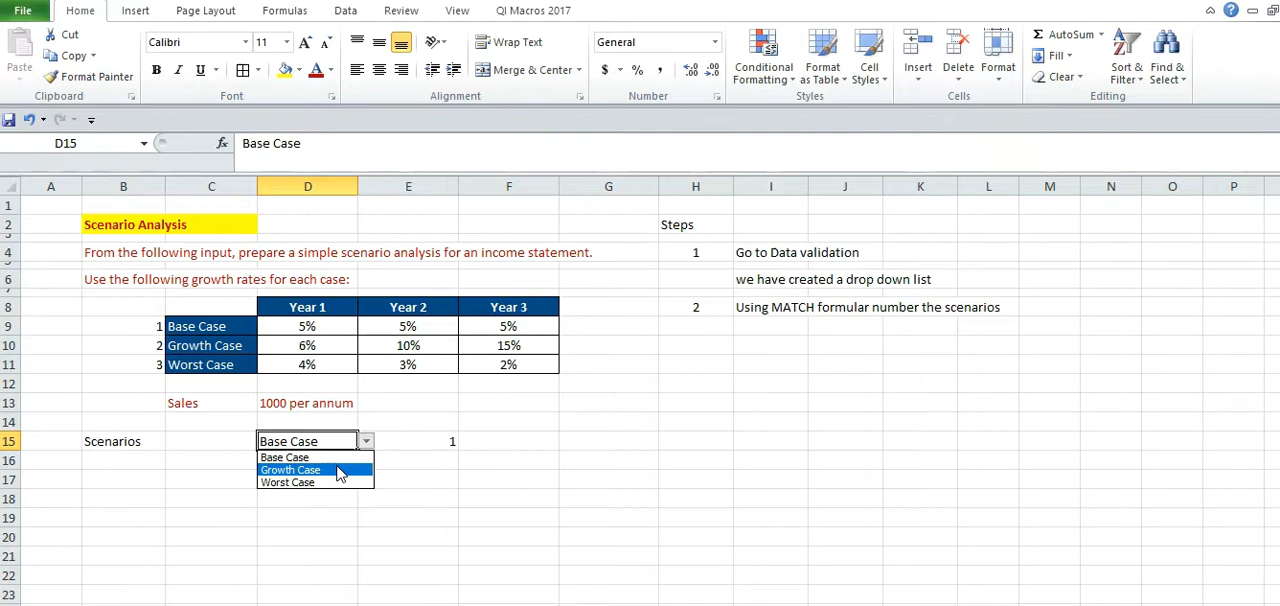 File Home Insert Page Layout Formulas Data Review View QI Macros 2017
Paste Cut Copy Format Painter Clipboard
Calibri 11 A A B I U A Font
Wrap Text Merge & Center Alignment
General $ % , .00 Number
Conditional Formatting Format as Table Cell Styles Styles
Insert Delete Format Cells
Σ AutoSum Fill Clear Sort & Filter Find & Select Editing
D15 fx Base Case
A B C D E F G H I J K L M N O P
1
2 Scenario Analysis Steps
3
4 From the following input, prepare a simple scenario analysis for an income statement. 1 Go to Data validation
5
6 Use the following growth rates for each case: we have created a drop down list
7
8 Year 1 Year 2 Year 3 2 Using MATCH formular number the scenarios
9 1 Base Case 5% 5% 5%
10 2 Growth Case 6% 10% 15%
11 3 Worst Case 4% 3% 2%
12
13 Sales 1000 per annum
14
15 Scenarios Base Case 1
16 Base Case
17 Growth Case
Worst Case
18
19
20
21
22
23